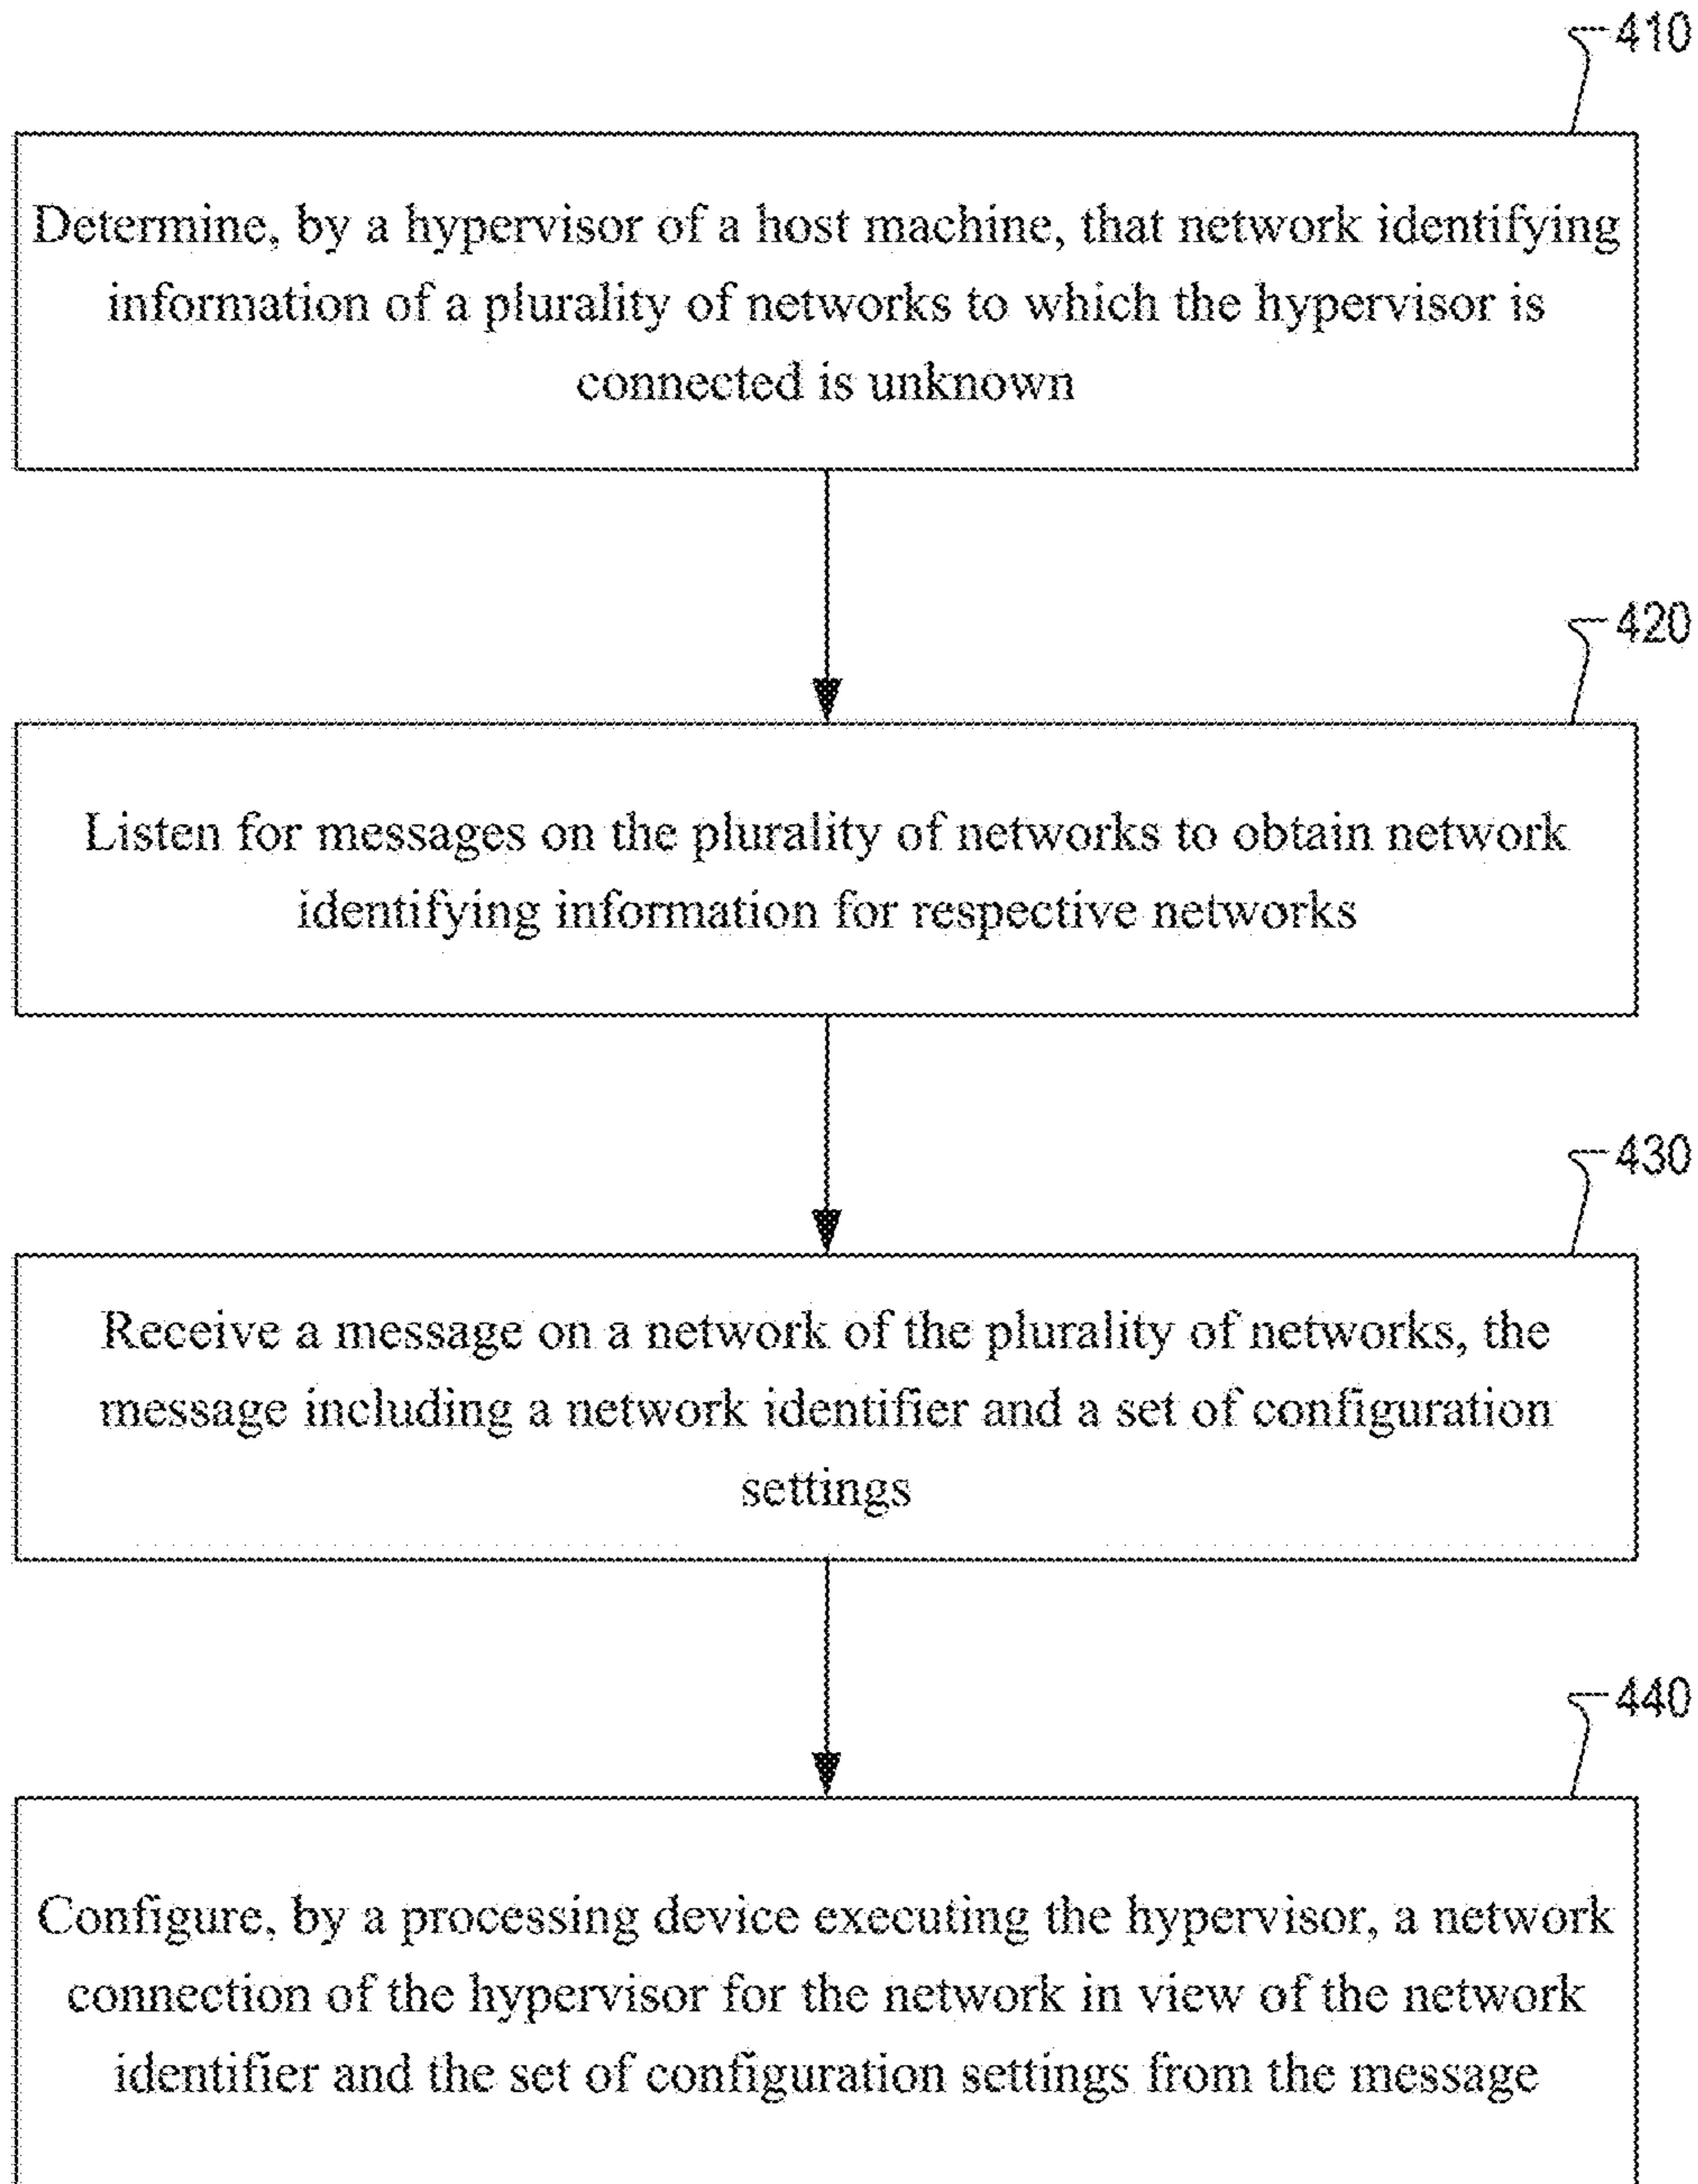 410
Determine, by a hypervisor of a host machine, that network identifying
information of a plurality of networks to which the hypervisor is
connected is unknown
420
Listen for messages on the plurality of networks to obtain network
identifying information for respective networks
430
Receive a message on a network of the plurality of networks, the
message including a network identifier and a set of configuration
settings
440
Configure, by a processing device executing the hypervisor, a network
connection of the hypervisor for the network in view of the network
identifier and the set of configuration settings from the message